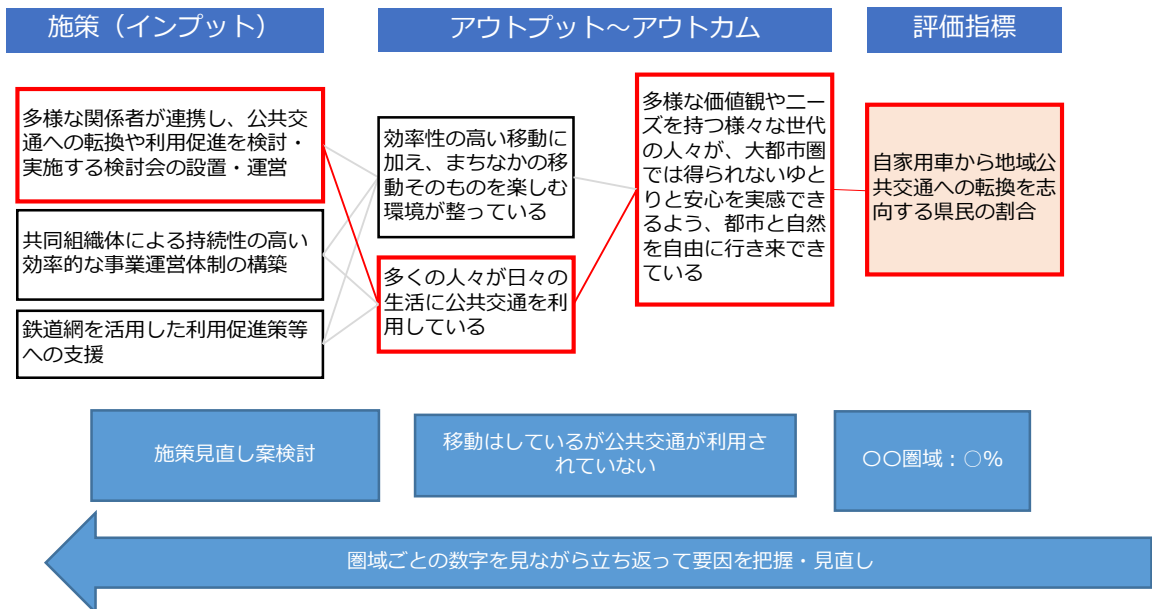 施策（インプット）
アウトプット～アウトカム
評価指標
多様な関係者が連携し、公共交
通への転換や利用促進を検討・
実施する検討会の設置・運営
共同組織体による持続性の高い
効率的な事業運営体制の構築
鉄道網を活用した利用促進策等
への支援
効率性の高い移動に
加え、まちなかの移
動そのものを楽しむ
環境が整っている
多くの人々が日々の
生活に公共交通を利
用している
多様な価値観やニー
ズを持つ様々な世代
の人々が、大都市圏
では得られないゆと
りと安心を実感でき
るよう、都市と自然
を自由に行き来でき
ている
自家用車から地域公
共交通への転換を志
向する県民の割合
施策見直し案検討
移動はしているが公共交通が利用さ
れていない
〇〇圏域：○%
圏域ごとの数字を見ながら立ち返って要因を把握・見直し